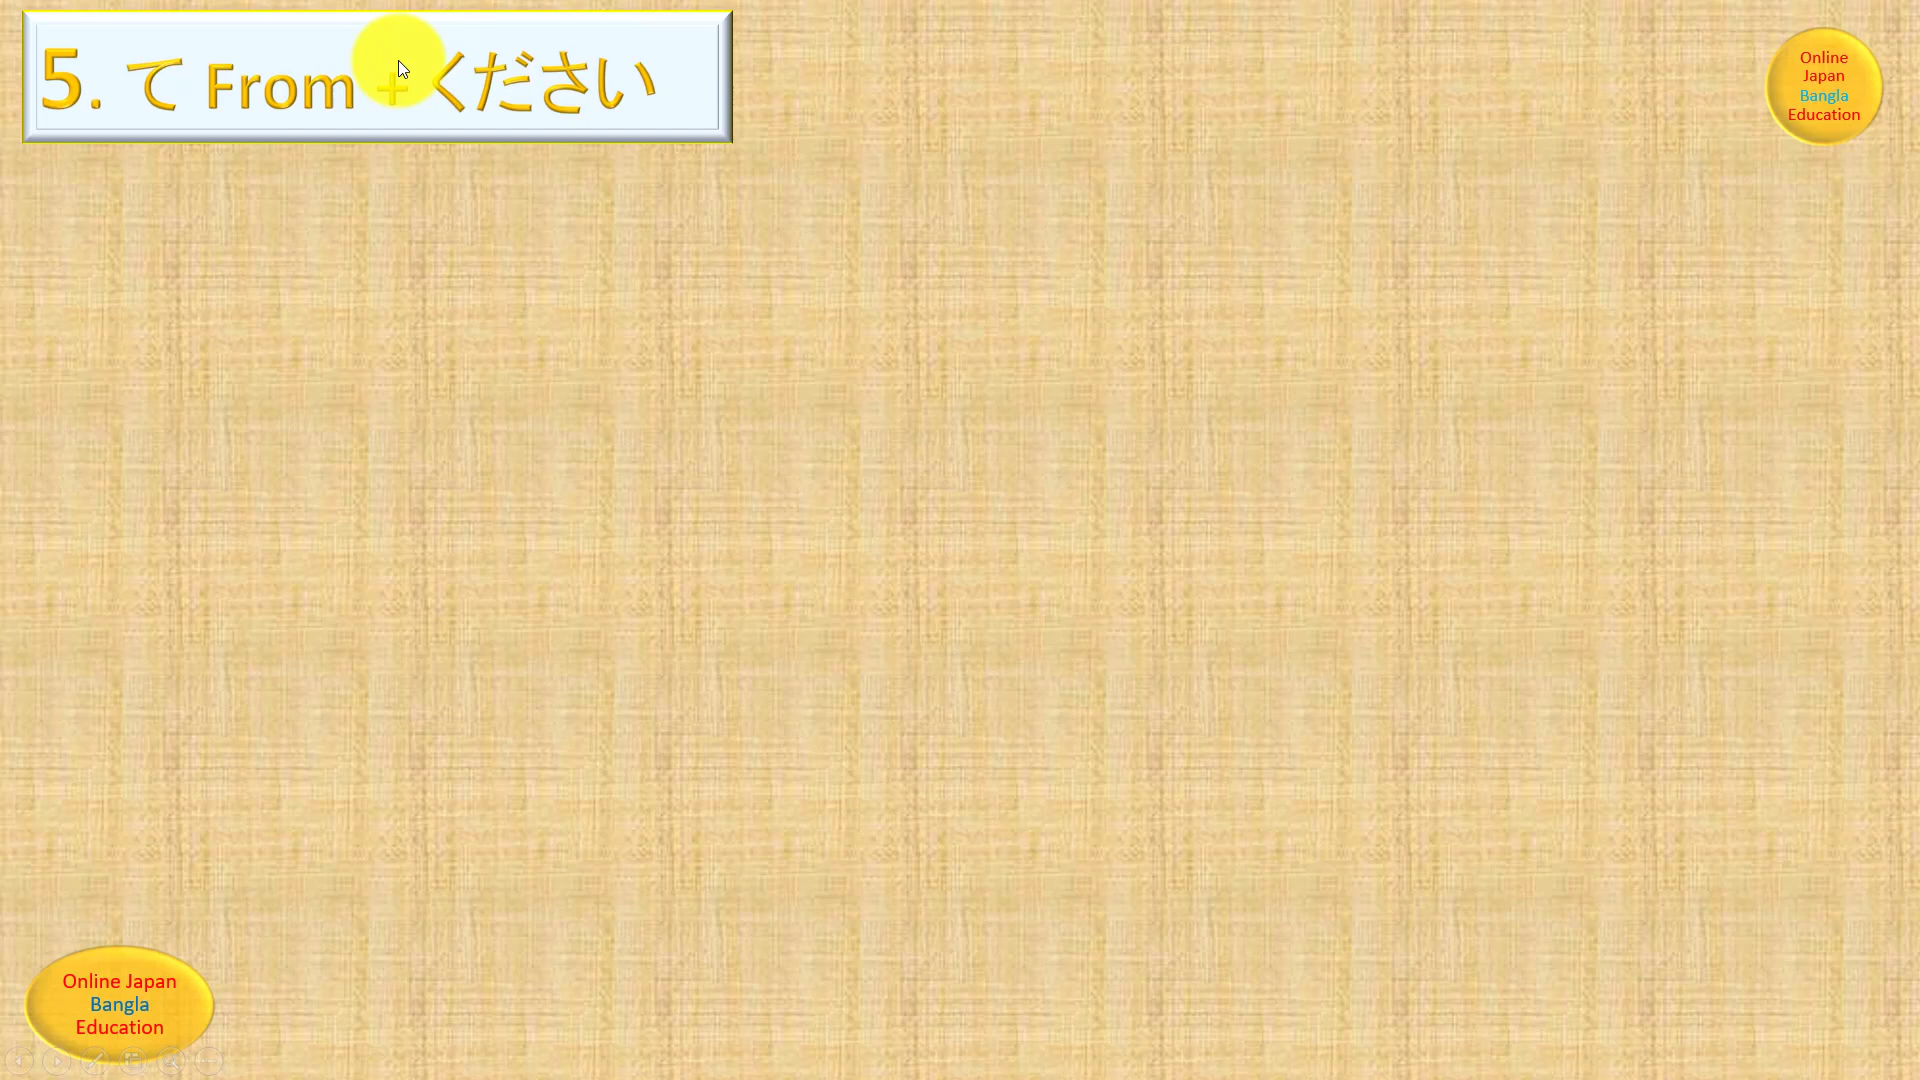 5. て From + ください
Online
Japan
Bangla
Education
Online Japan
Bangla
Education